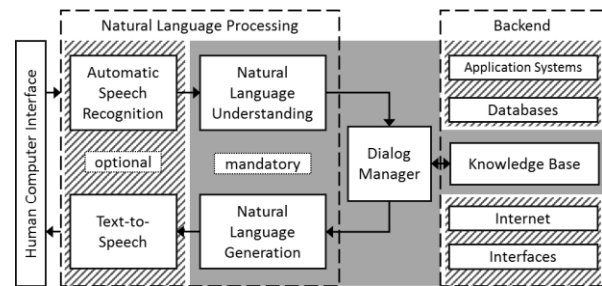 Natural Language Processing
Backend
Human Computer Interface
Automatic
Speech
Recognition
Natural
Language
Understanding
Application Systems
Databases
optional
mandatory
Dialog
Manager
Knowledge Base
Text-to-
Speech
Natural
Language
Generation
Internet
Interfaces